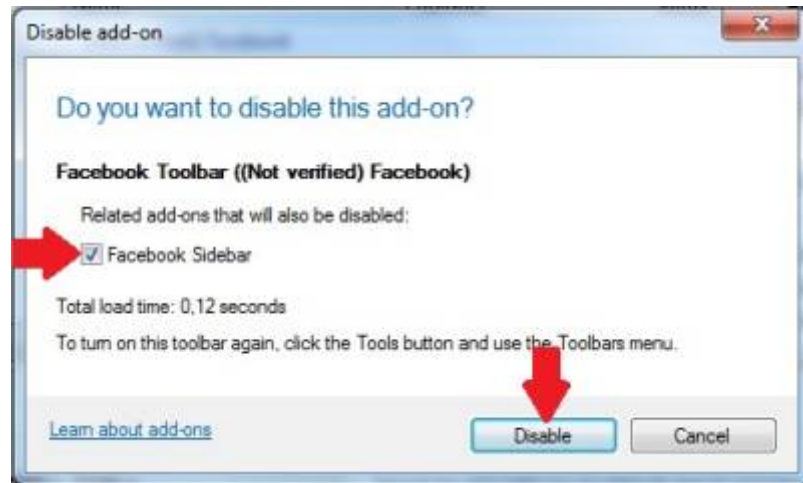 Disable add-on
Do you want to disable this add-on?
Facebook Toolbar ((Not verified) Facebook)
Related add-ons that will also be disabled:
Facebook Sidebar
Total load time: 0,12 seconds
To turn on this toolbar again, click the Tools button and use the Toolbars menu.
Learn about add-ons
Disable
Cancel